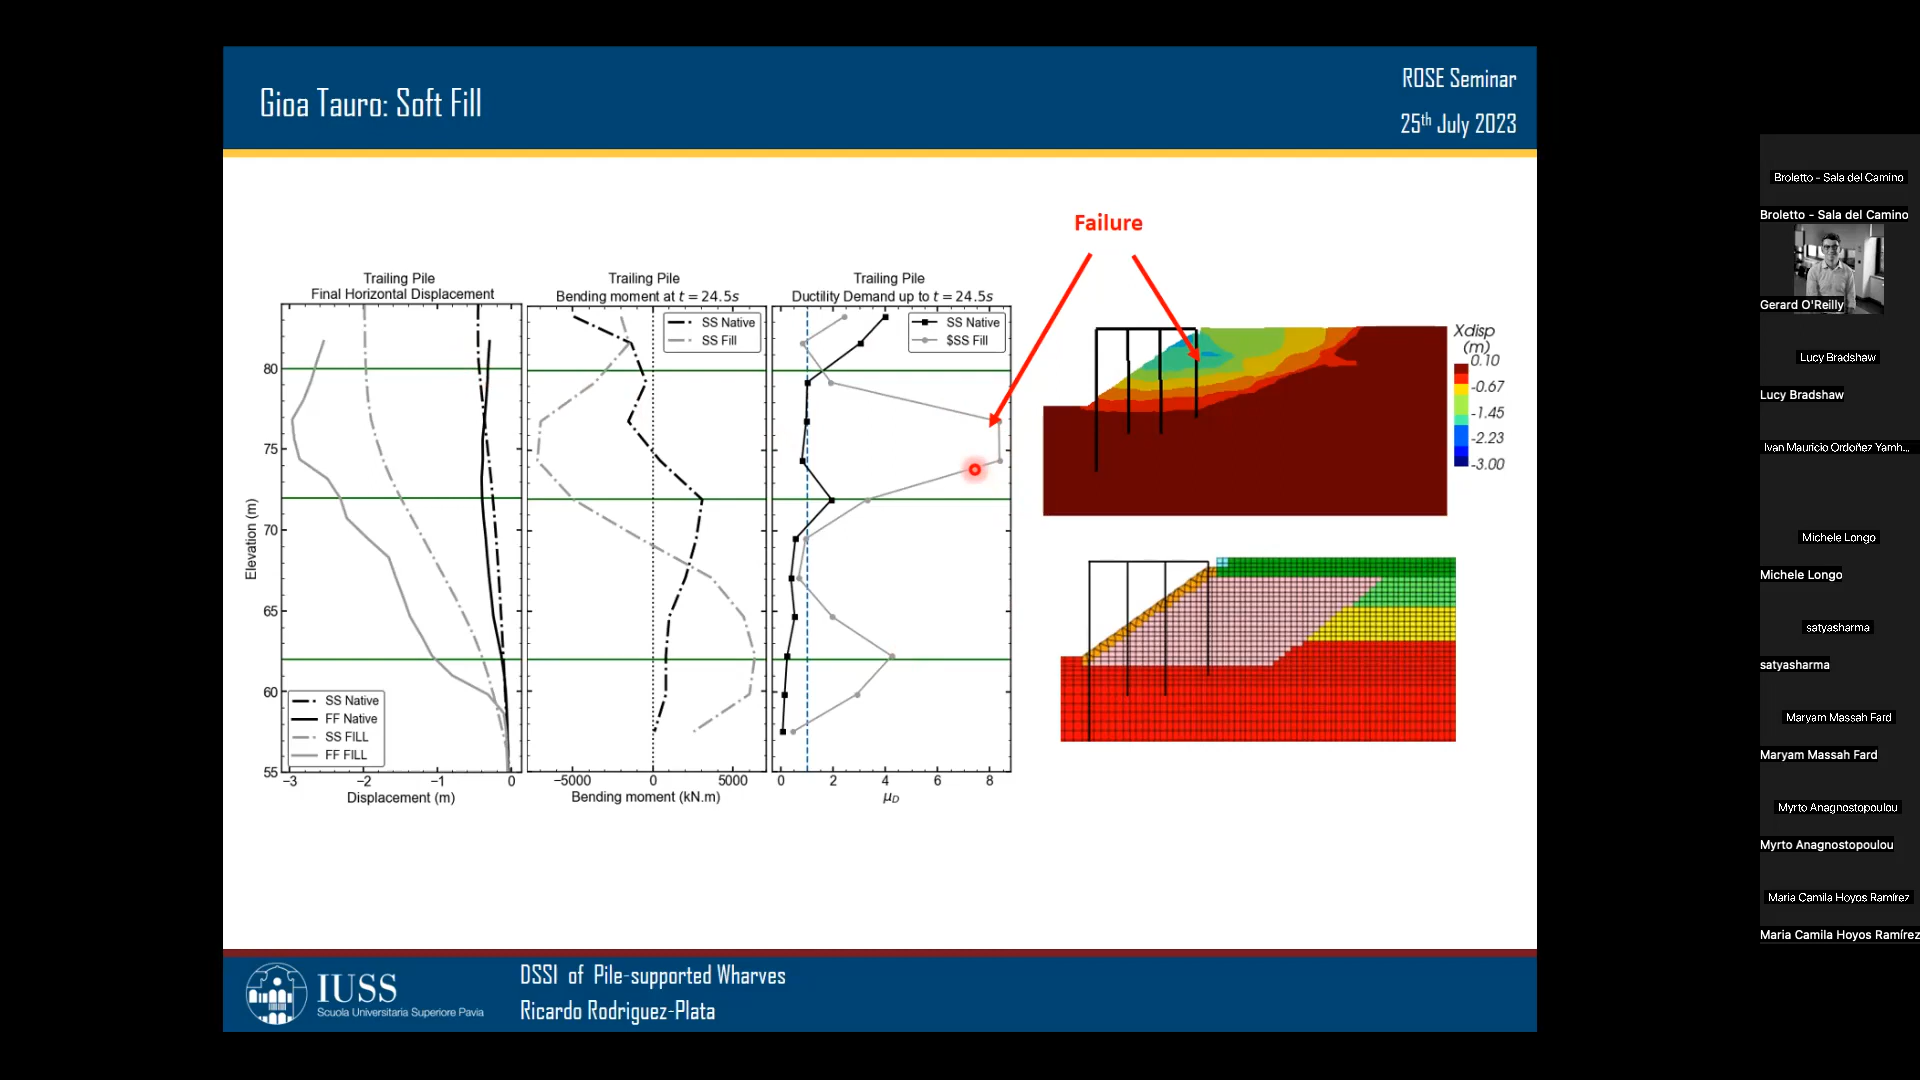 Gioa Tauro: Soft Fill
ROSE Seminar
25th July 2023
Failure
Trailing Pile
Final Horizontal Displacement
Trailing Pile
Bending moment at t = 24.5s
Trailing Pile
Ductility Demand up to t = 24.5s
SS Native
SS Fill
SS Native
$SS Fill
80
75
70
65
60
55
Elevation (m)
SS Native
FF Native
SS FILL
FF FILL
−3 −2 −1 0
Displacement (m)
−5000 0 5000
Bending moment (kN.m)
0 2 4 6 8
μD
Xdisp
(m)
0.10
-0.67
-1.45
-2.23
-3.00
IUSS
Scuola Universitaria Superiore Pavia
DSSI of Pile-supported Wharves
Ricardo Rodriguez-Plata
Broletto - Sala del Camino
Broletto - Sala del Camino
Gerard O'Reilly
Lucy Bradshaw
Lucy Bradshaw
Ivan Mauricio Ordoñez Yamh...
Michele Longo
Michele Longo
satyasharma
satyasharma
Maryam Massah Fard
Maryam Massah Fard
Myrto Anagnostopoulou
Myrto Anagnostopoulou
Maria Camila Hoyos Ramírez
Maria Camila Hoyos Ramírez